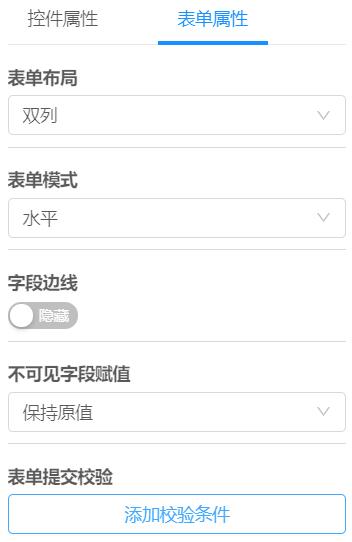 控件属性
表单属性
表单布局
双列
表单模式
水平
字段边线
隐藏
不可见字段赋值
保持原值
表单提交校验
添加校验条件